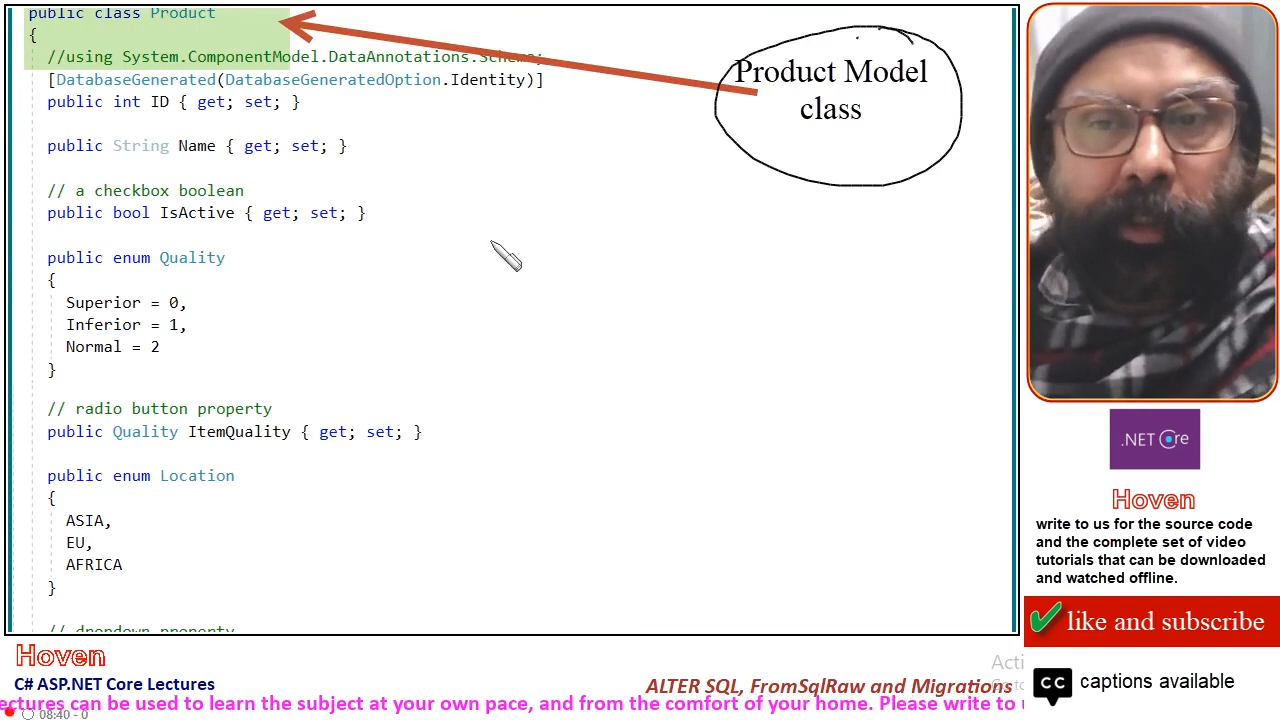 public class Product
{
//using System.ComponentModel.DataAnnotations.Schema;
[DatabaseGenerated(DatabaseGeneratedOption.Identity)]
public int ID { get; set; }
public String Name { get; set; }
// a checkbox boolean
public bool IsActive { get; set; }
public enum Quality
{
Superior = 0,
Inferior = 1,
Normal = 2
}
// radio button property
public Quality ItemQuality { get; set; }
public enum Location
{
ASIA,
EU,
AFRICA
}
// dropdown property
Product Model
class
.NET Core
Hoven
write to us for the source code
and the complete set of video
tutorials that can be downloaded
and watched offline.
like and subscribe
CC captions available
Hoven
C# ASP.NET Core Lectures
ALTER SQL, FromSqlRaw and Migrations
ectures can be used to learn the subject at your own pace, and from the comfort of your home. Please write to
08:40 - 0